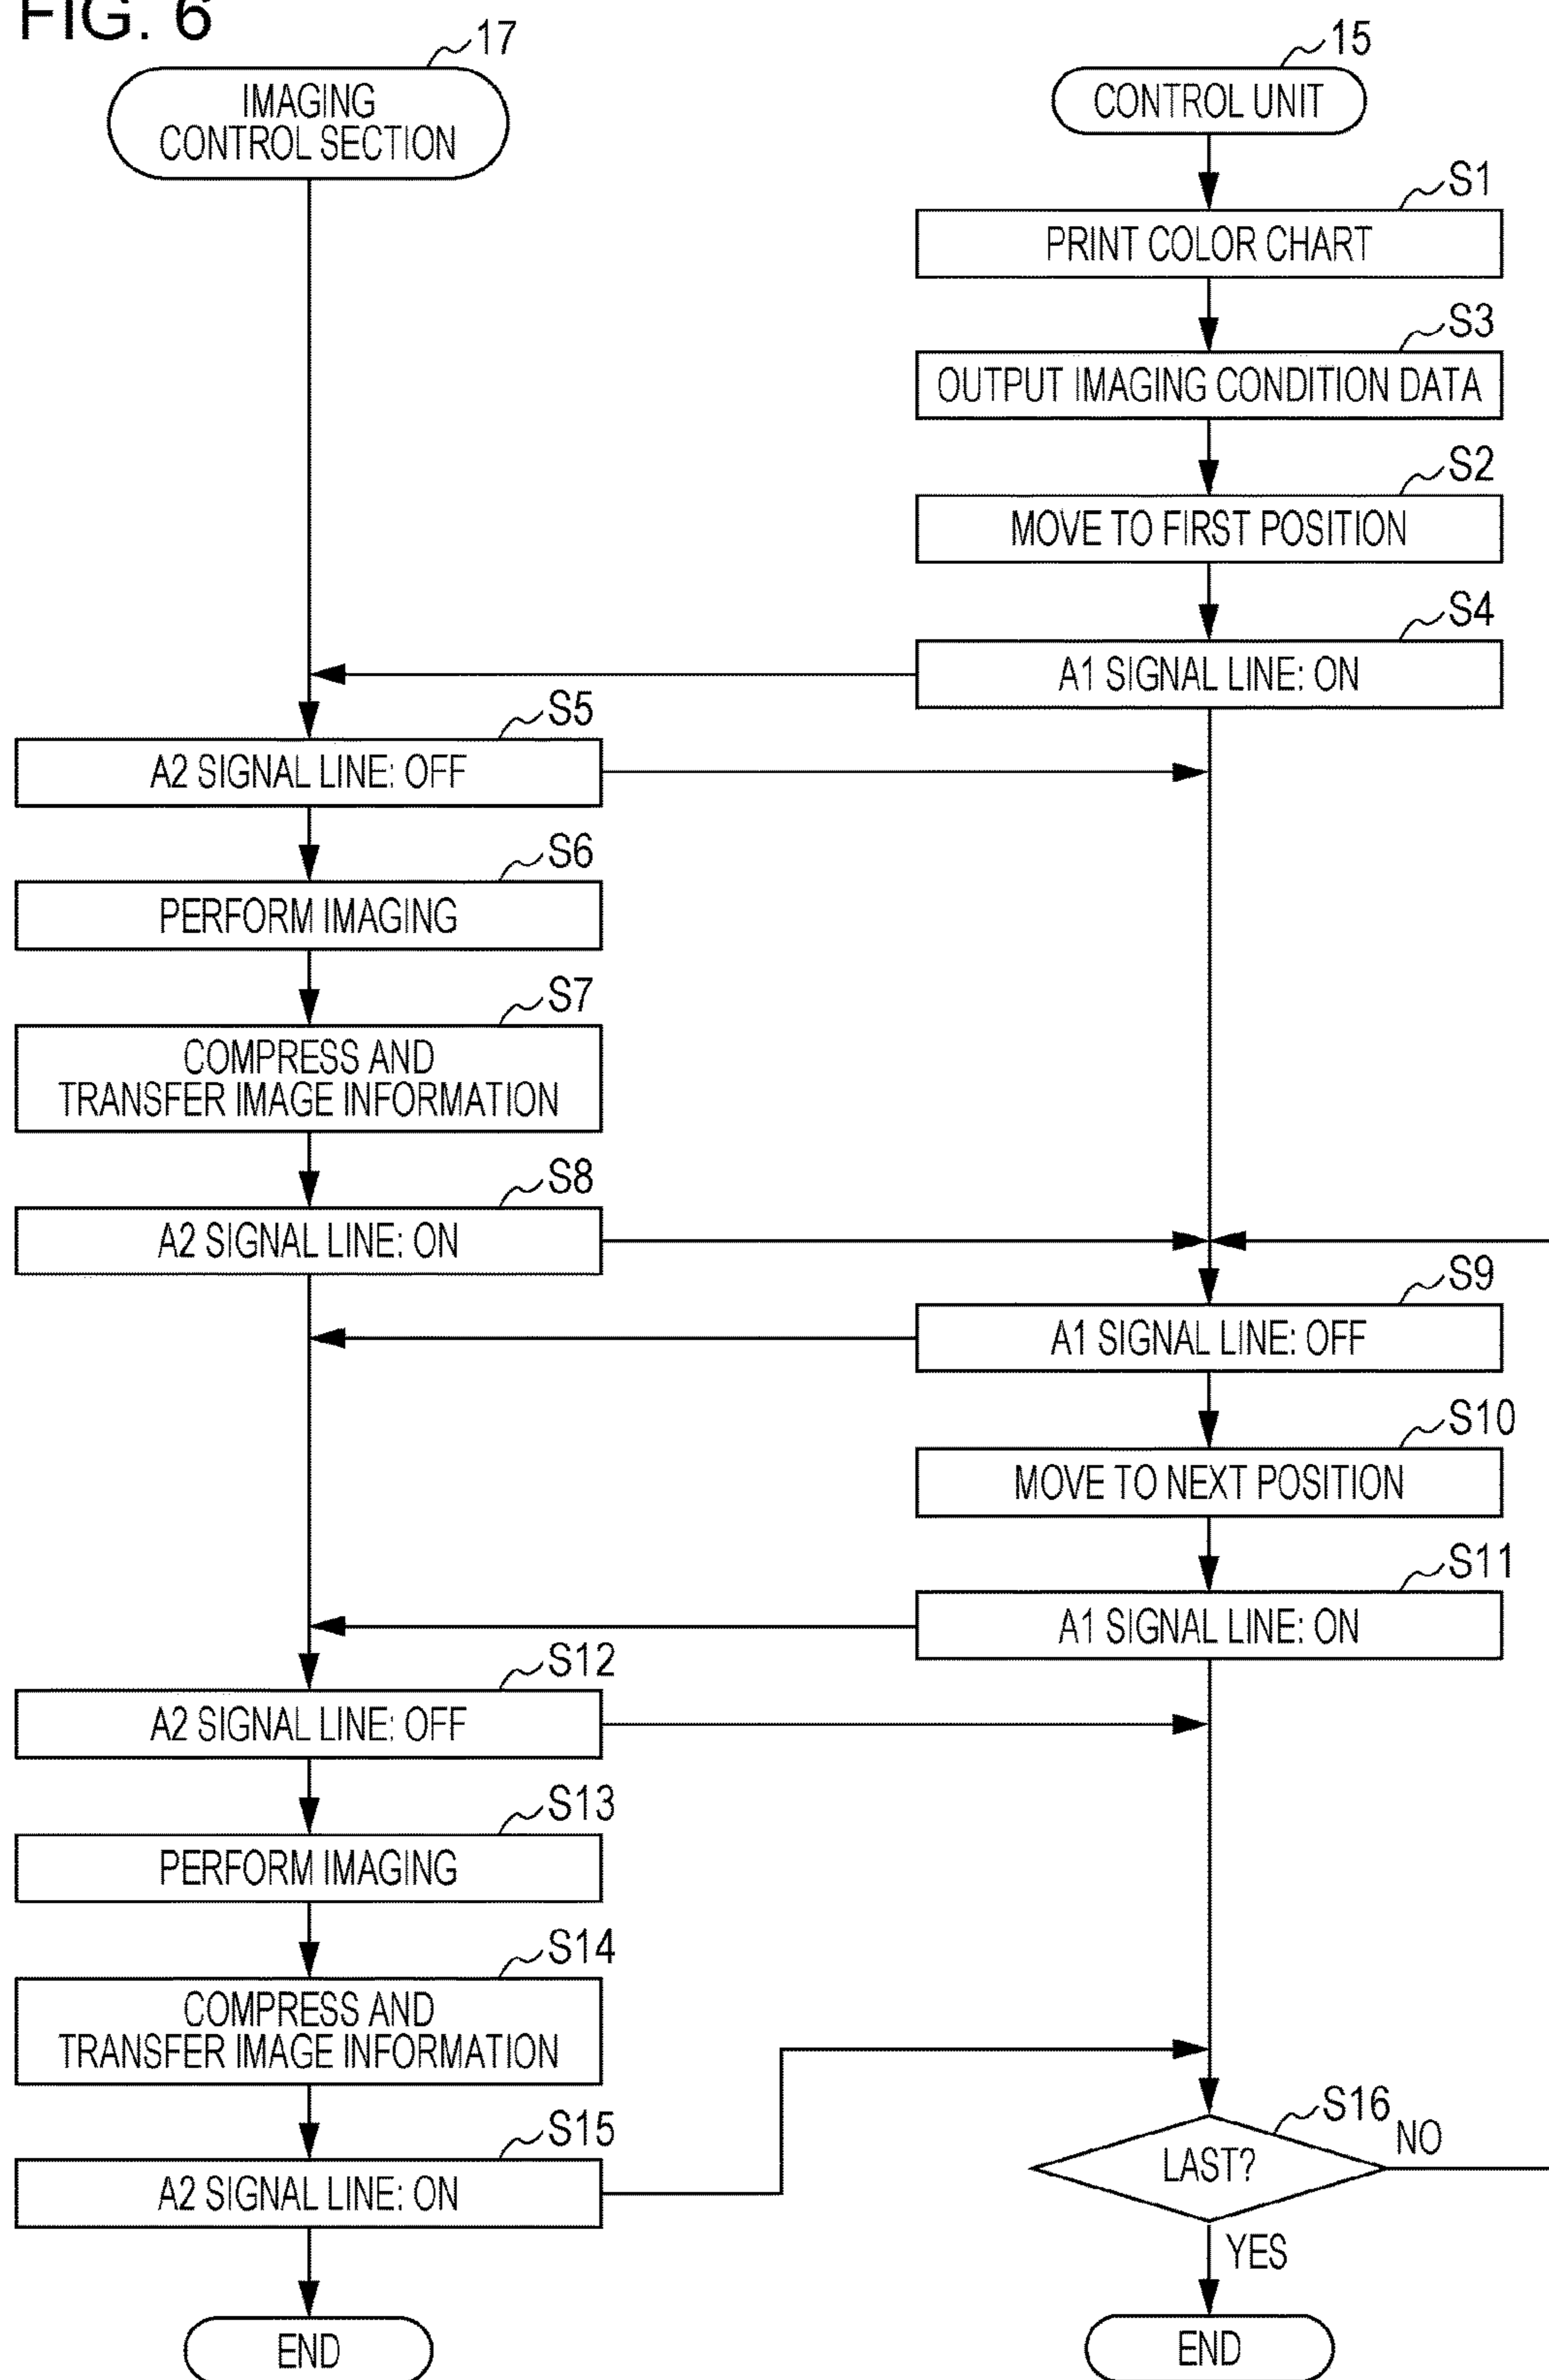 FIG. 6
17
IMAGING
CONTROL SECTION
15
CONTROL UNIT
S1
PRINT COLOR CHART
S3
OUTPUT IMAGING CONDITION DATA
S2
MOVE TO FIRST POSITION
S4
A1 SIGNAL LINE: ON
S5
A2 SIGNAL LINE: OFF
S6
PERFORM IMAGING
S7
COMPRESS AND
TRANSFER IMAGE INFORMATION
S8
A2 SIGNAL LINE: ON
S9
A1 SIGNAL LINE: OFF
S10
MOVE TO NEXT POSITION
S11
A1 SIGNAL LINE: ON
S12
A2 SIGNAL LINE: OFF
S13
PERFORM IMAGING
S14
COMPRESS AND
TRANSFER IMAGE INFORMATION
S15
A2 SIGNAL LINE: ON
S16
NO
LAST?
YES
END
END